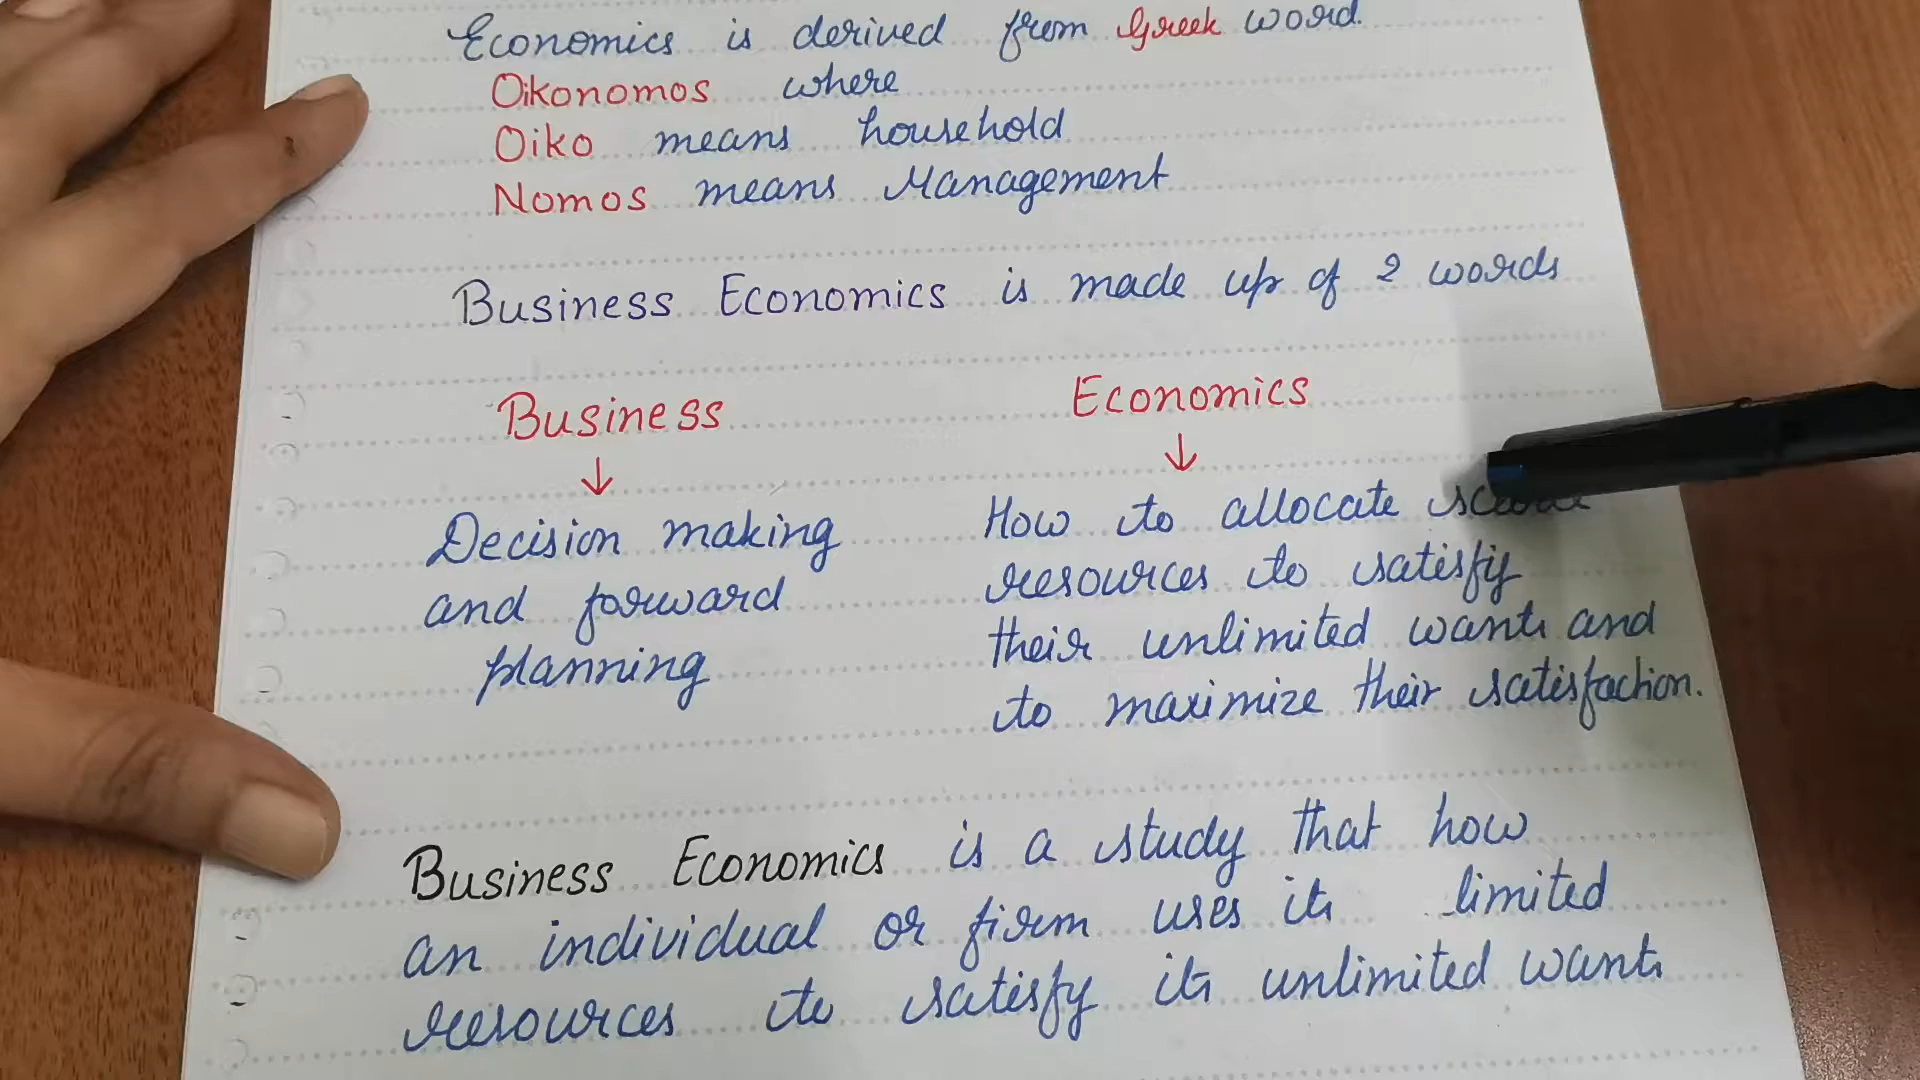 Economics is derived from Greek word.
Oikonomos where
Oiko means household
Nomos means Management
Business Economics is made up of 2 words
Business
↓
Decision making
and forward
planning
Economics
↓
How to allocate
resources to satisfy
their unlimited wants and
to maximize their satisfaction.
Business Economics is a study that how
an individual or firm uses its limited
resources to satisfy its unlimited wants